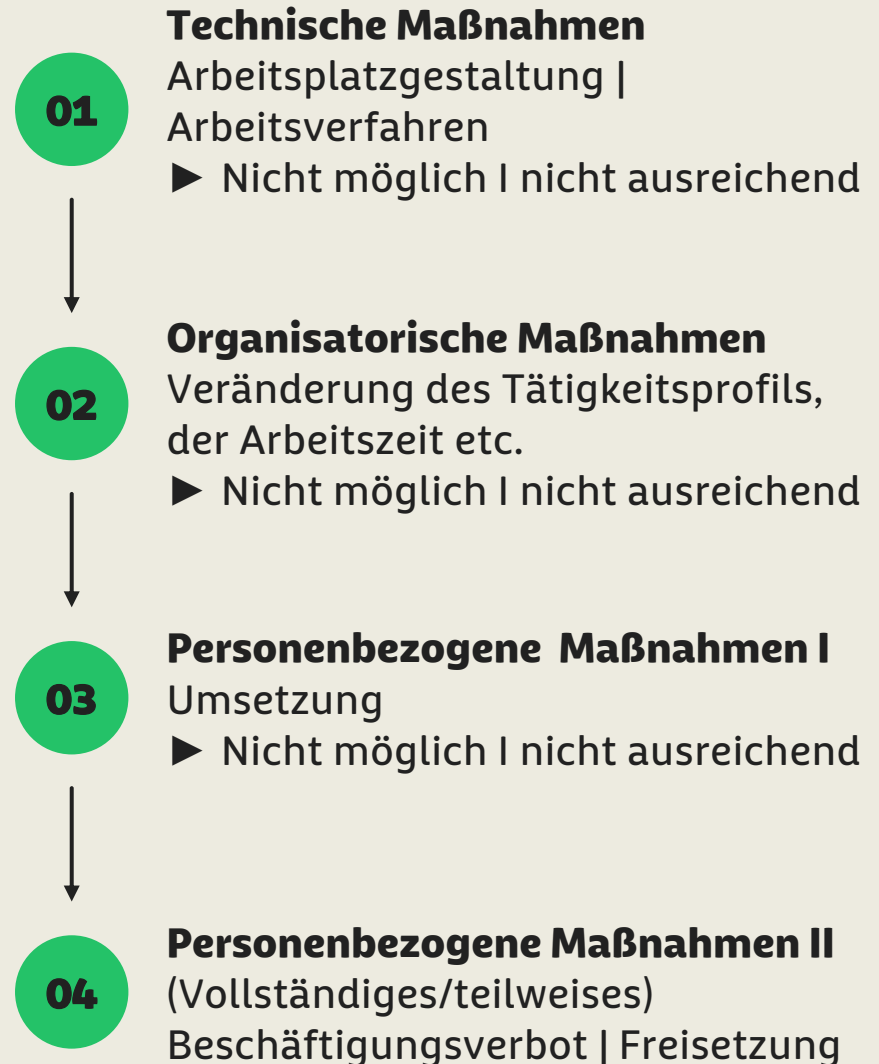 01
Technische Maßnahmen
Arbeitsplatzgestaltung |
Arbeitsverfahren
► Nicht möglich I nicht ausreichend
02
Organisatorische Maßnahmen
Veränderung des Tätigkeitsprofils,
der Arbeitszeit etc.
► Nicht möglich I nicht ausreichend
03
Personenbezogene  Maßnahmen I
Umsetzung
► Nicht möglich I nicht ausreichend
04
Personenbezogene Maßnahmen II
(Vollständiges/teilweises)
Beschäftigungsverbot | Freisetzung